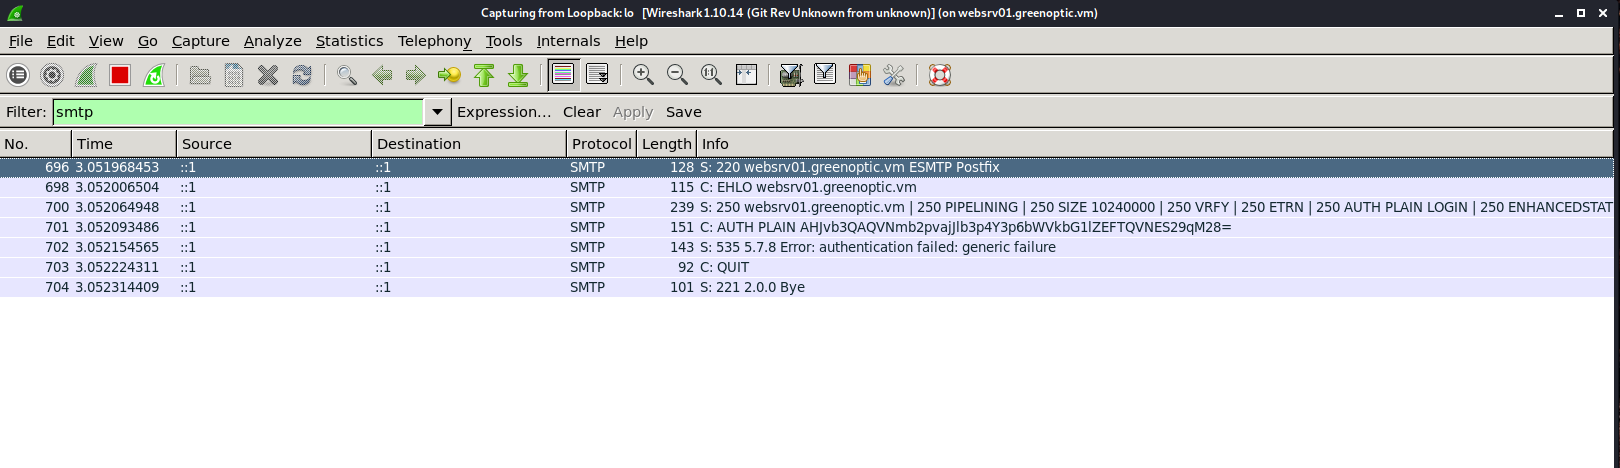 Capturing from Loopback: lo   [Wireshark 1.10.14 (Git Rev Unknown from unknown)] (on websrv01.greenoptic.vm)
File Edit View Go Capture Analyze Statistics Telephony Tools Internals Help
Filter: smtp Expression... Clear Apply Save
No. Time Source Destination Protocol Length Info
696 3.051968453 ::1 ::1 SMTP 128 S: 220 websrv01.greenoptic.vm ESMTP Postfix
698 3.052006504 ::1 ::1 SMTP 115 C: EHLO websrv01.greenoptic.vm
700 3.052064948 ::1 ::1 SMTP 239 S: 250 websrv01.greenoptic.vm | 250 PIPELINING | 250 SIZE 10240000 | 250 VRFY | 250 ETRN | 250 AUTH PLAIN LOGIN | 250 ENHANCEDSTAT
701 3.052093486 ::1 ::1 SMTP 151 C: AUTH PLAIN AHJvb3QAQVNmb2pvajJlb3p4Y3p6bWVkbG1lZEFTQVNES29qM28=
702 3.052154565 ::1 ::1 SMTP 143 S: 535 5.7.8 Error: authentication failed: generic failure
703 3.052224311 ::1 ::1 SMTP 92 C: QUIT
704 3.052314409 ::1 ::1 SMTP 101 S: 221 2.0.0 Bye